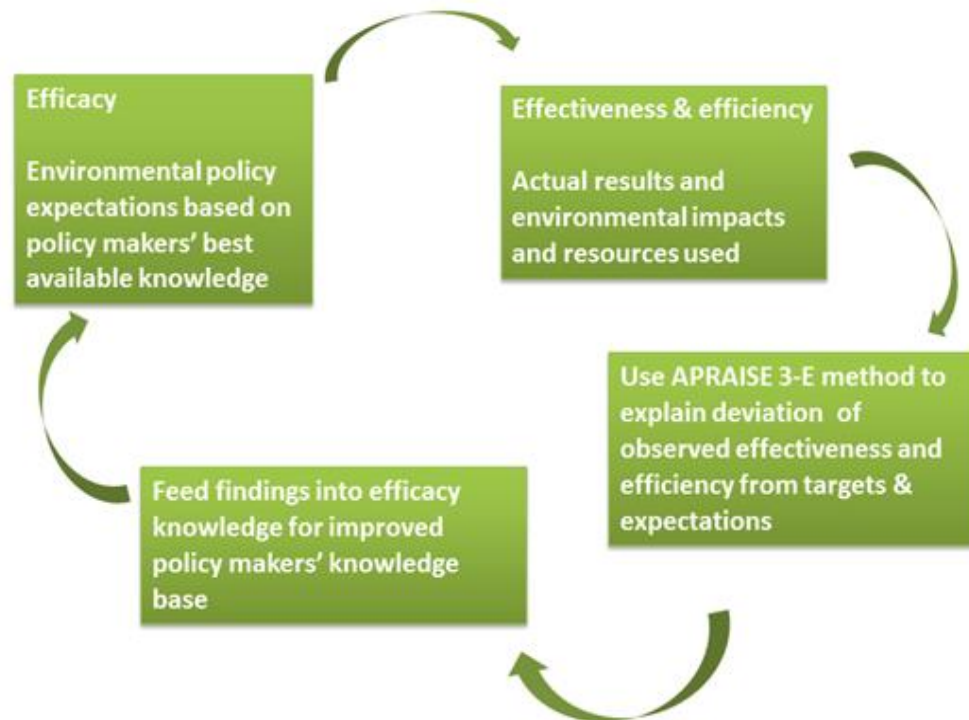 Efficacy
Environmental policy
expectations based on
policy makers’ best
available knowledge
Effectiveness & efficiency
Actual results and
environmental impacts
and resources used
Use APRAISE 3-E method to
explain deviation of
observed effectiveness and
efficiency from targets &
expectations
Feed findings into efficacy
knowledge for improved
policy makers’ knowledge
base